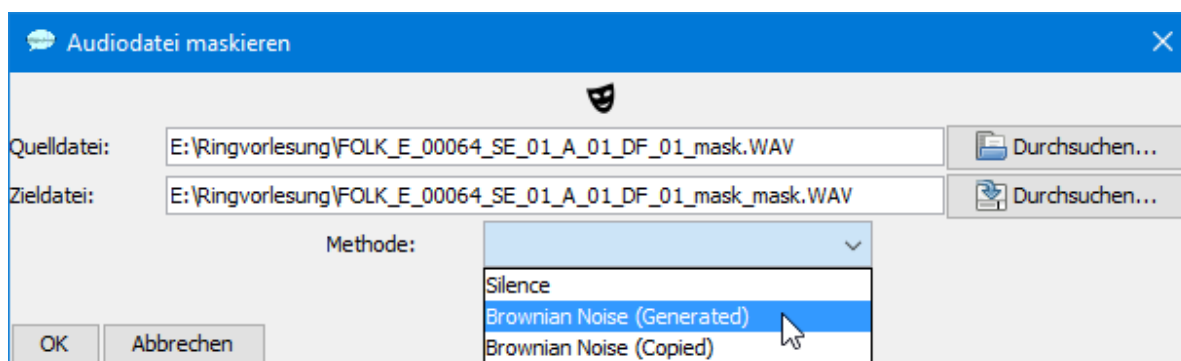 Audiodatei maskieren
Quelldatei: E:\Ringvorlesung\FOLK_E_00064_SE_01_A_01_DF_01_mask.WAV Durchsuchen...
Zieldatei: E:\Ringvorlesung\FOLK_E_00064_SE_01_A_01_DF_01_mask_mask.WAV Durchsuchen...
Methode:
Silence
Brownian Noise (Generated)
OK Abbrechen Brownian Noise (Copied)